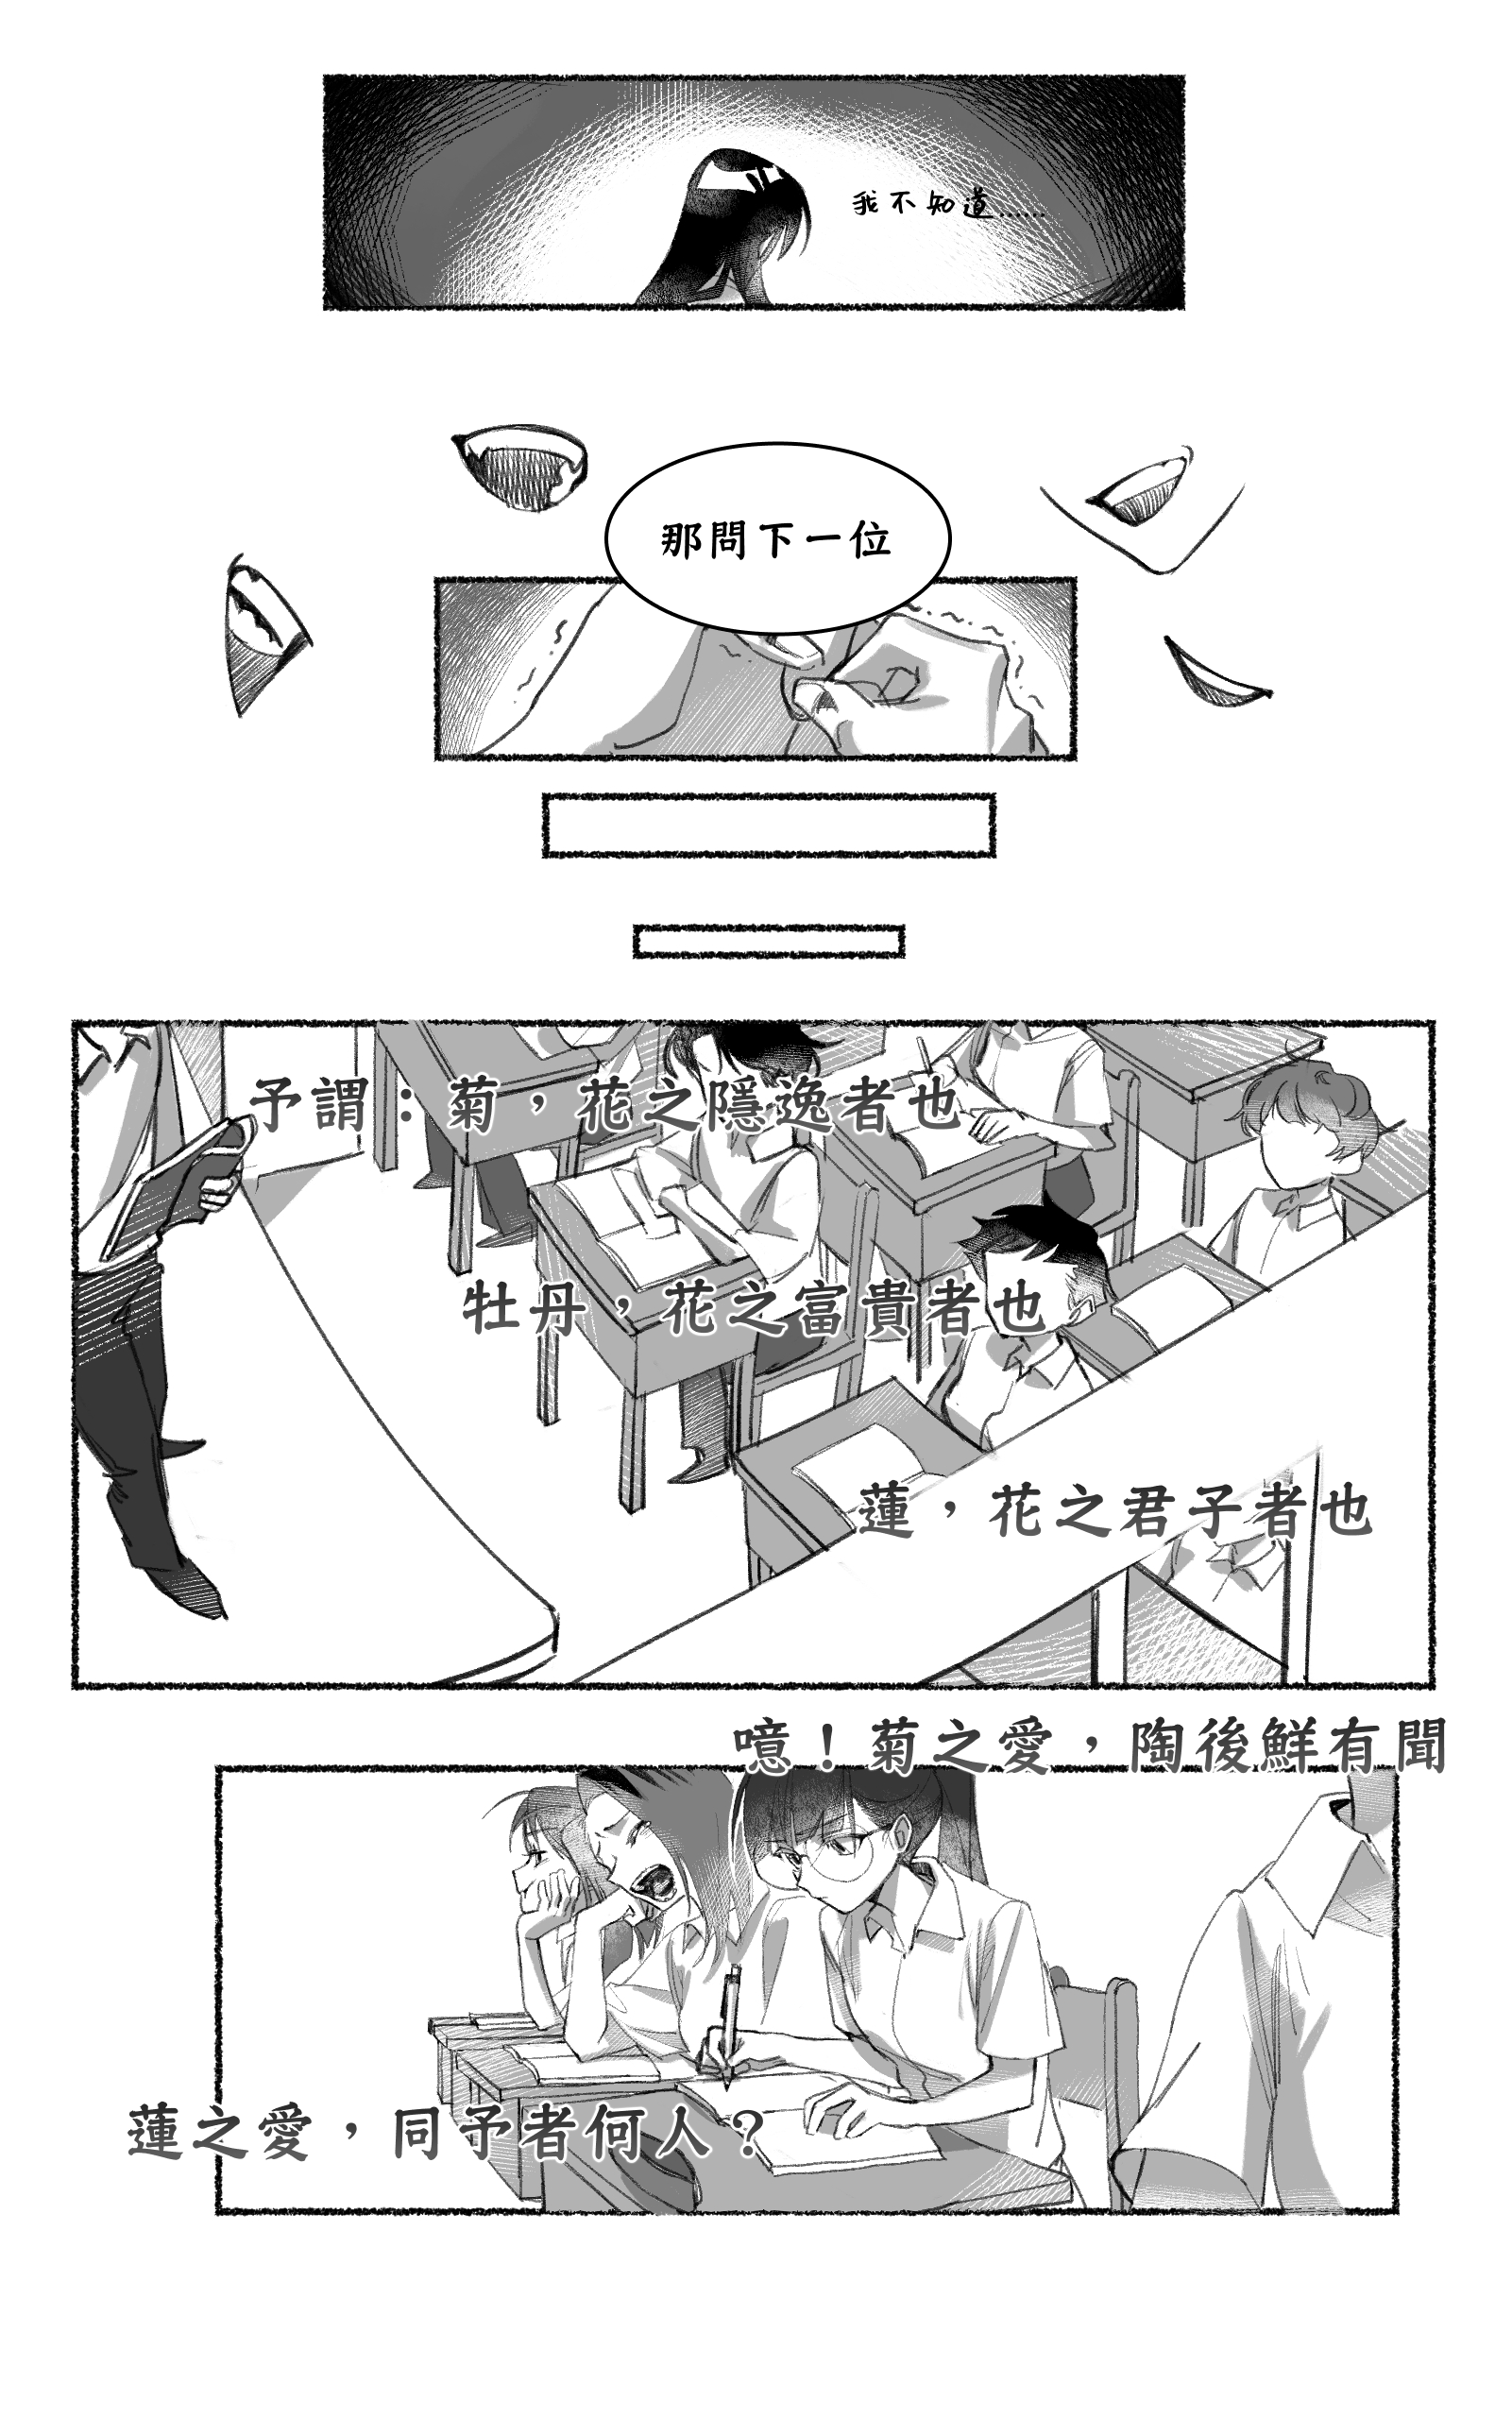 我不知道......
那問下一位
予謂：菊，花之隱逸者也
牡丹，花之富貴者也
蓮，花之君子者也
噫！菊之愛，陶後鮮有聞
蓮之愛，同予者何人？